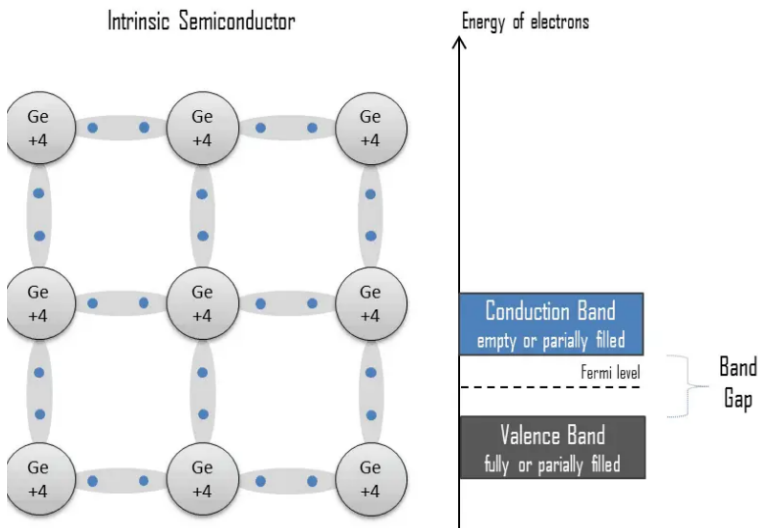 Intrinsic Semiconductor
Energy of electrons
Ge
+4
Ge
+4
Ge
+4
Ge
+4
Ge
+4
Ge
+4
Conduction Band
empty or parially filled
Fermi level
Band
Gap
Valence Band
fully or partially filled
Ge
+4
Ge
+4
Ge
+4